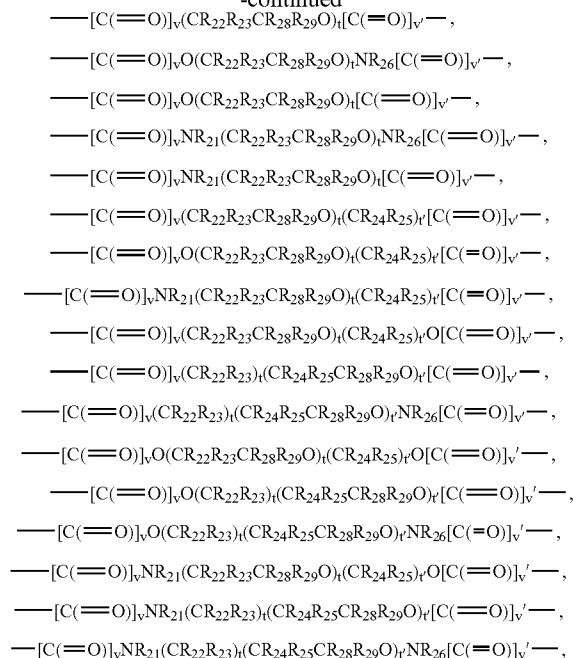 -continued
—[C(═O)]ᵥ(CR₂₂R₂₃CR₂₈R₂₉O)ₜ[C(═O)]ᵥ'—,
—[C(═O)]ᵥO(CR₂₂R₂₃CR₂₈R₂₉O)ₜNR₂₆[C(═O)]ᵥ'—,
—[C(═O)]ᵥO(CR₂₂R₂₃CR₂₈R₂₉O)ₜ[C(═O)]ᵥ'—,
—[C(═O)]ᵥNR₂₁(CR₂₂R₂₃CR₂₈R₂₉O)ₜNR₂₆[C(═O)]ᵥ'—,
—[C(═O)]ᵥNR₂₁(CR₂₂R₂₃CR₂₈R₂₉O)ₜ[C(═O)]ᵥ'—,
—[C(═O)]ᵥ(CR₂₂R₂₃CR₂₈R₂₉O)ₜ(CR₂₄R₂₅)ₜ'[C(═O)]ᵥ'—,
—[C(═O)]ᵥO(CR₂₂R₂₃CR₂₈R₂₉O)ₜ(CR₂₄R₂₅)ₜ'[C(═O)]ᵥ'—,
—[C(═O)]ᵥNR₂₁(CR₂₂R₂₃CR₂₈R₂₉O)ₜ(CR₂₄R₂₅)ₜ'[C(═O)]ᵥ'—,
—[C(═O)]ᵥ(CR₂₂R₂₃CR₂₈R₂₉O)ₜ(CR₂₄R₂₅)ₜ'O[C(═O)]ᵥ'—,
—[C(═O)]ᵥ(CR₂₂R₂₃)ₜ(CR₂₄R₂₅CR₂₈R₂₉O)ₜ'[C(═O)]ᵥ'—,
—[C(═O)]ᵥ(CR₂₂R₂₃)ₜ(CR₂₄R₂₅CR₂₈R₂₉O)ₜ'NR₂₆[C(═O)]ᵥ'—,
—[C(═O)]ᵥO(CR₂₂R₂₃CR₂₈R₂₉O)ₜ(CR₂₄R₂₅)ₜ'O[C(═O)]ᵥ'—,
—[C(═O)]ᵥO(CR₂₂R₂₃)ₜ(CR₂₄R₂₅CR₂₈R₂₉O)ₜ'[C(═O)]ᵥ'—,
—[C(═O)]ᵥO(CR₂₂R₂₃)ₜ(CR₂₄R₂₅CR₂₈R₂₉O)ₜ'NR₂₆[C(═O)]ᵥ'—,
—[C(═O)]ᵥNR₂₁(CR₂₂R₂₃CR₂₈R₂₉O)ₜ(CR₂₄R₂₅)ₜ'O[C(═O)]ᵥ'—,
—[C(═O)]ᵥNR₂₁(CR₂₂R₂₃)ₜ(CR₂₄R₂₅CR₂₈R₂₉O)ₜ'[C(═O)]ᵥ'—,
—[C(═O)]ᵥNR₂₁(CR₂₂R₂₃)ₜ(CR₂₄R₂₅CR₂₈R₂₉O)ₜ'NR₂₆[C(═O)]ᵥ'—,